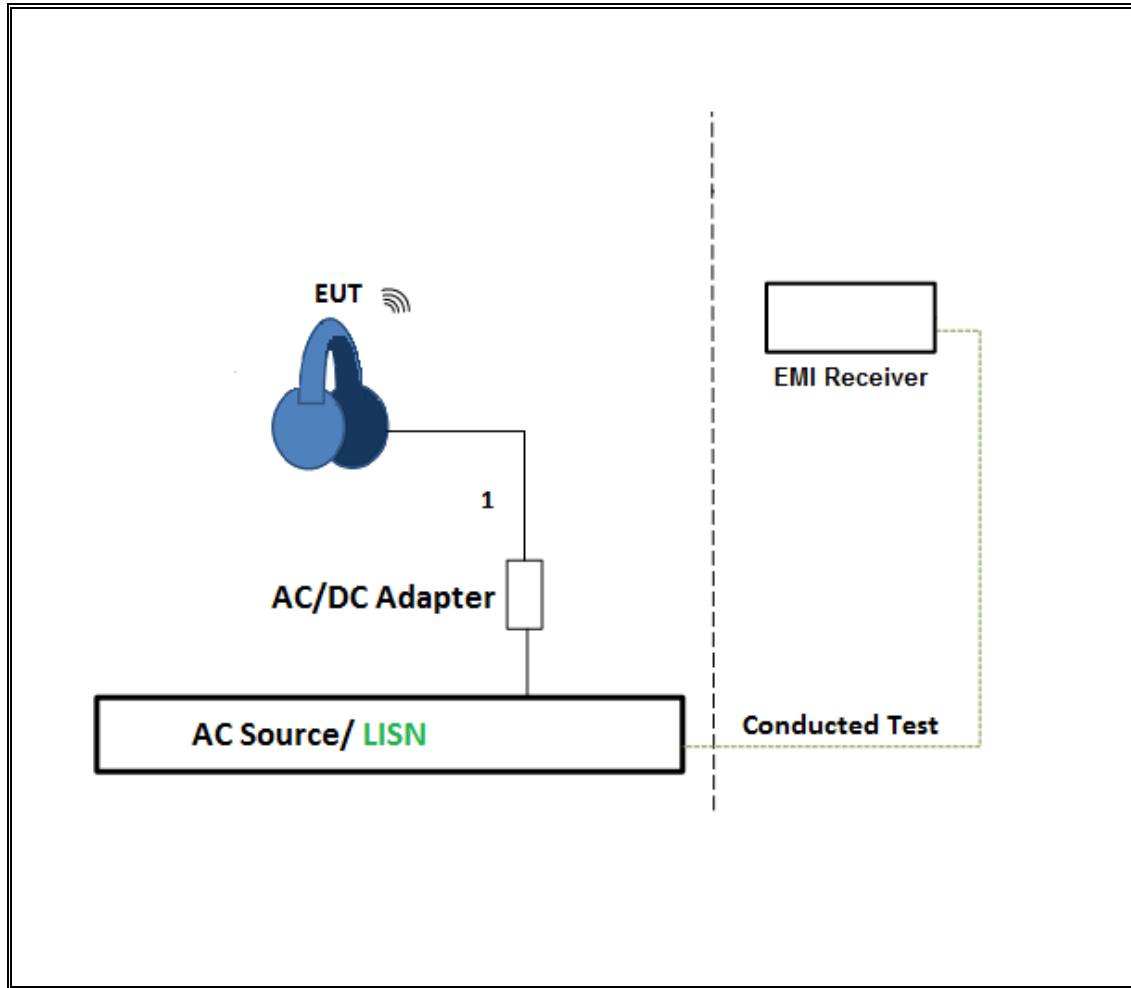 EUT
EMI Receiver
1
AC/DC Adapter
AC Source/ LISN
Conducted Test